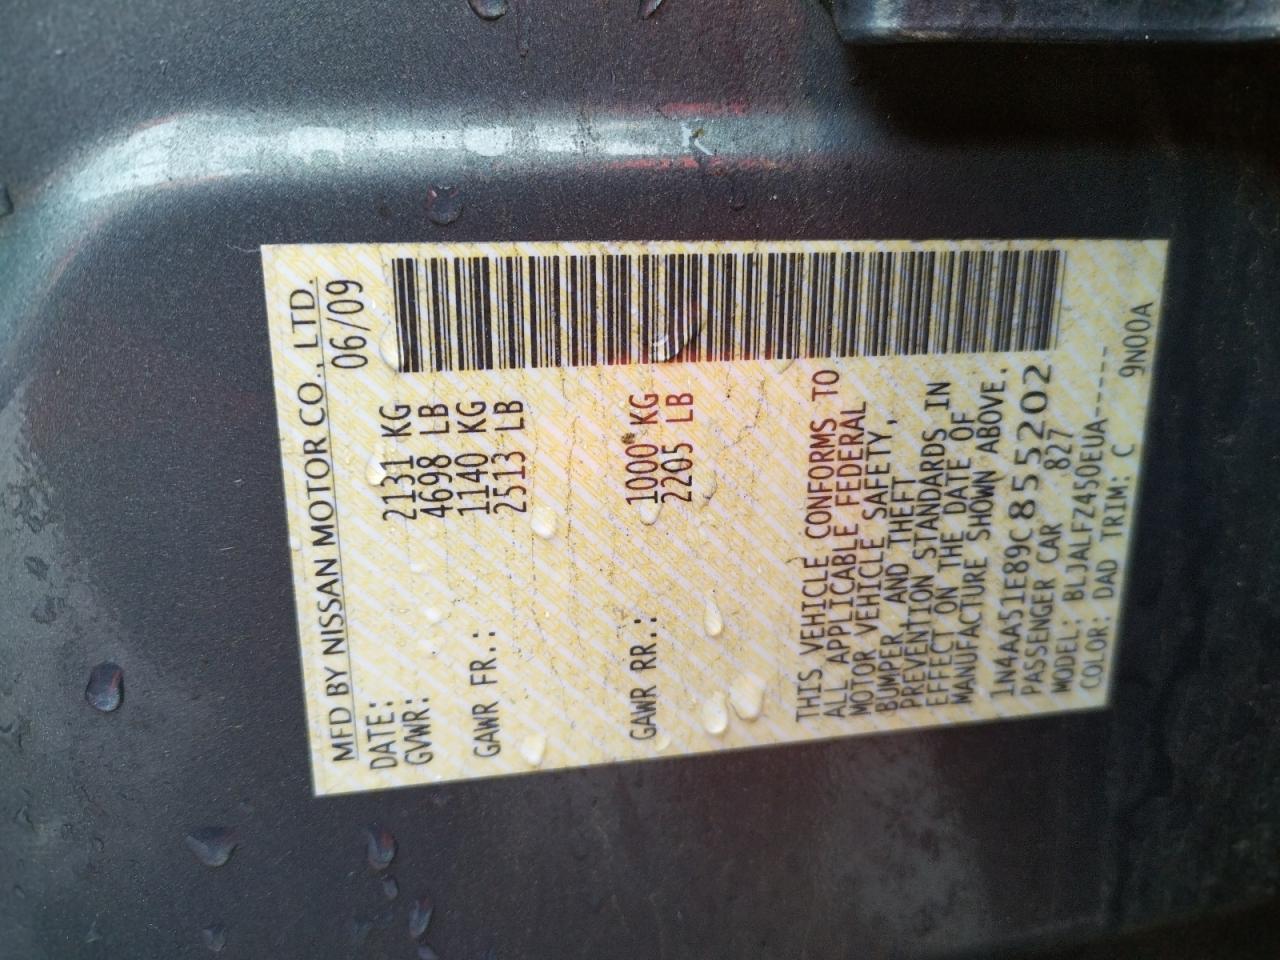 MFD BY NISSAN MOTOR CO., LTD.
DATE: 06/09
GVWR: 2131 KG
4698 LB
GAWR FR.: 1140 KG
2513 LB
GAWR RR.: 1000 KG
2205 LB
THIS VEHICLE CONFORMS TO
ALL APPLICABLE FEDERAL
MOTOR VEHICLE SAFETY,
BUMPER AND THEFT
PREVENTION STANDARDS IN
EFFECT ON THE DATE OF
MANUFACTURE SHOWN ABOVE.
1N4AA51E89C855202
PASSENGER CAR 827
MODEL: BLJALFZ450EUA-----
COLOR: DAD TRIM: C 9N00A